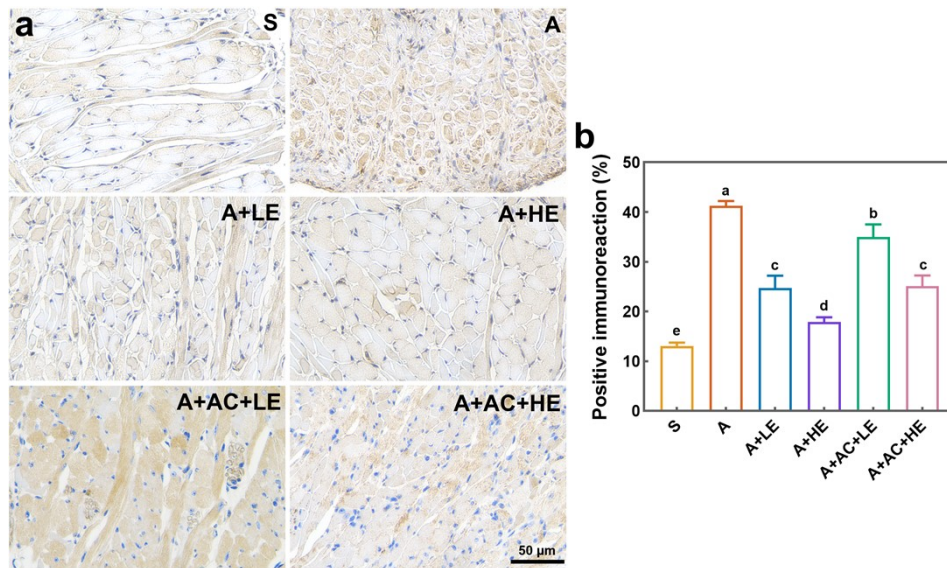 a
S
A
A+LE
A+HE
A+AC+LE
A+AC+HE
50 µm
b
Positive immunoreaction (%)
50
40
30
20
10
0
e
a
c
d
b
c
S
A
A+LE
A+HE
A+AC+LE
A+AC+HE